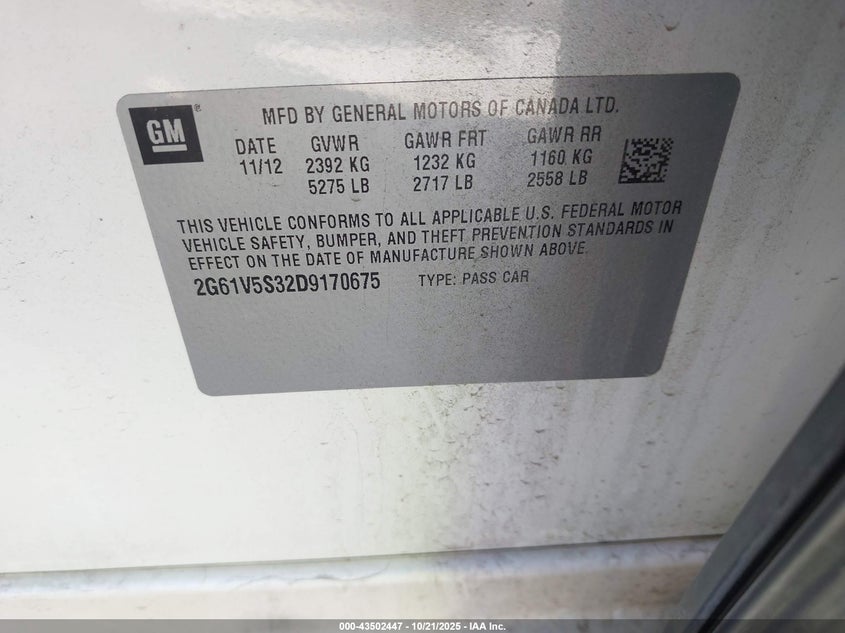 GM®
MFD BY GENERAL MOTORS OF CANADA LTD.
DATE GVWR GAWR FRT GAWR RR
11/12 2392 KG 1232 KG 1160 KG
5275 LB 2717 LB 2558 LB
THIS VEHICLE CONFORMS TO ALL APPLICABLE U.S. FEDERAL MOTOR
VEHICLE SAFETY, BUMPER, AND THEFT PREVENTION STANDARDS IN
EFFECT ON THE DATE OF MANUFACTURE SHOWN ABOVE.
2G61V5S32D9170675 TYPE: PASS CAR
000-43502447 - 10/21/2025 - IAA Inc.